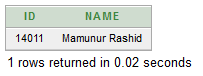 ID NAME
14011 Mamunur Rashid
1 rows returned in 0.02 seconds